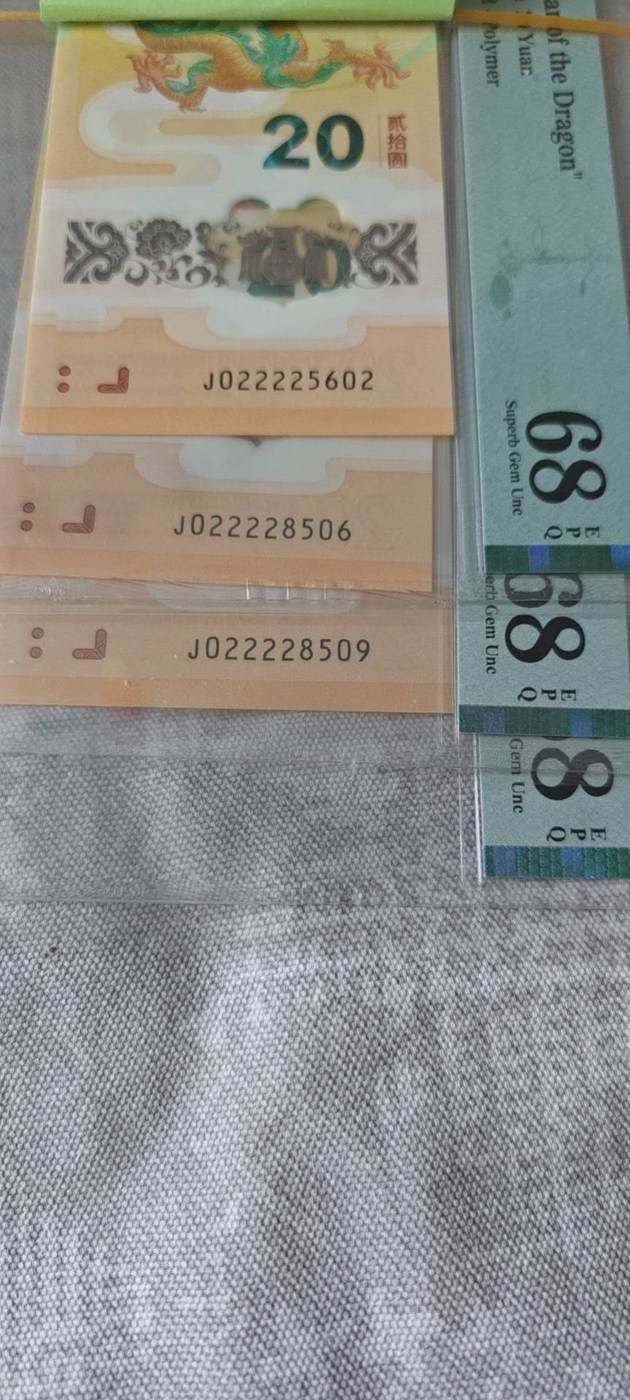 20
贰拾圆
J022225602
J022228506
J022228509
of the Dragon"
Yuan
Polymer
68 EPQ
Superb Gem Unc
68 EPQ
Gem Unc
8 EPQ
Gem Unc